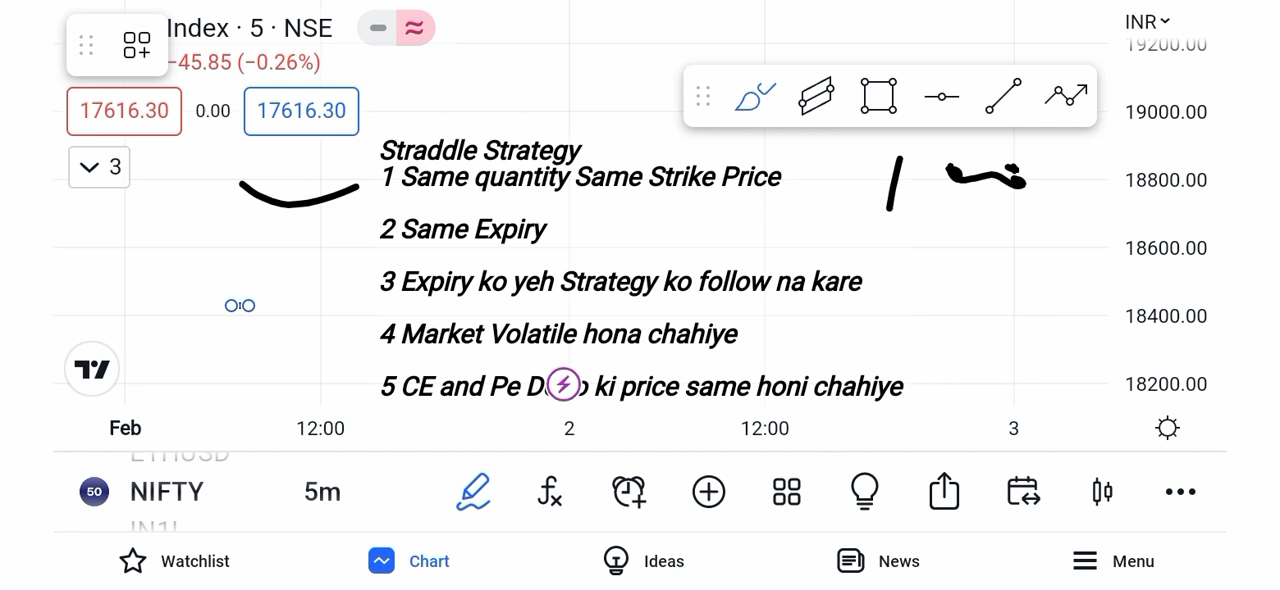 Index · 5 · NSE
INR
19200.00
−45.85 (−0.26%)
17616.30 0.00 17616.30
19000.00
3
Straddle Strategy
1 Same quantity Same Strike Price
18800.00
2 Same Expiry
18600.00
3 Expiry ko yeh Strategy ko follow na kare
18400.00
4 Market Volatile hona chahiye
5 CE and Pe ki price same honi chahiye
18200.00
Feb 12:00 2 12:00 3
ETHUSD
50 NIFTY 5m
Watchlist Chart Ideas News Menu